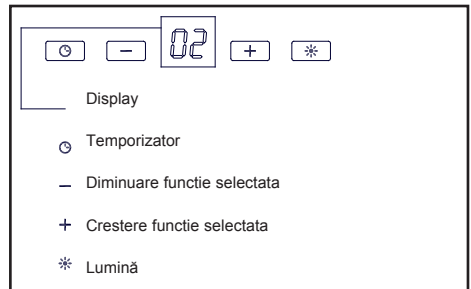 02
Display
Temporizator
– Diminuare functie selectata
+ Crestere functie selectata
Lumină